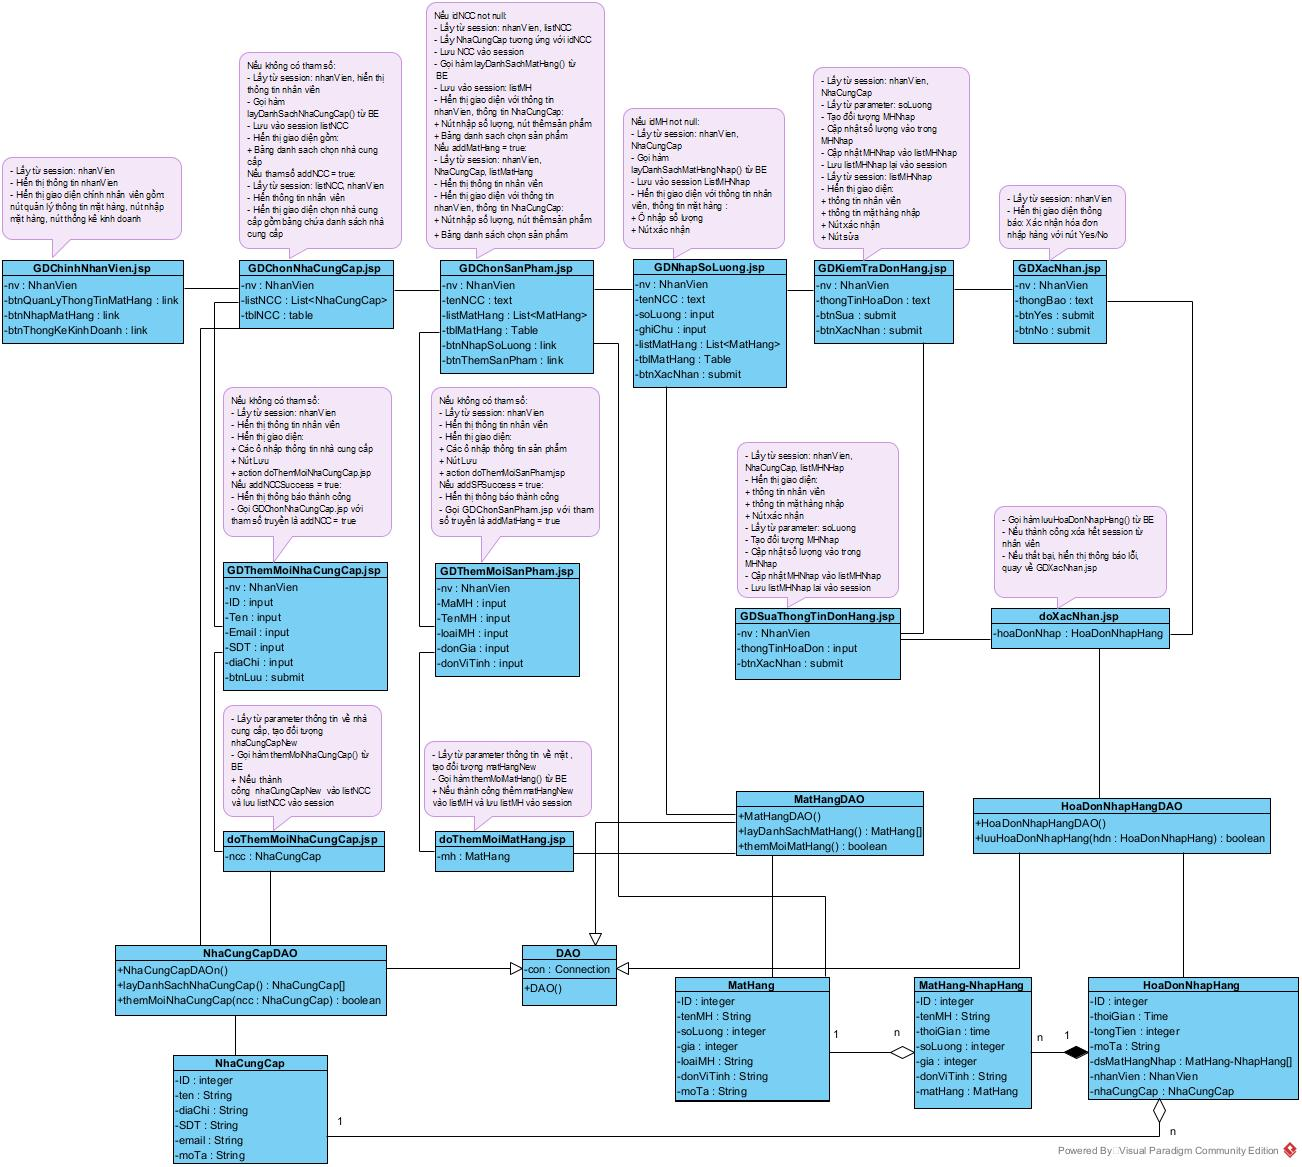 Nếu idNCC not null:
- Lấy từ session: nhanVien, listNCC
- Lấy NhaCungCap tương ứng với idNCC
- Lưu NCC vào session
- Gọi hàm layDanhSachMatHang() từ
BE
- Lưu vào session: listMH
- Hiển thị giao diện với thông tin
nhanVien, thông tin NhaCungCap:
+ Nút nhập số lượng, nút thêm sản phẩm
+ Bảng danh sach chọn sản phẩm
Nếu addMatHang = true:
- Lấy từ session: nhanVien,
NhaCungCap, listMatHang
- Hiển thị thông tin nhân viên
- Hiển thị giao diện với thông tin
nhanVien, thông tin NhaCungCap:
+ Nút nhập số lượng, nút thêm sản phẩm
+ Bảng danh sach chọn sản phẩm
Nếu không có tham số:
- Lấy từ session: nhanVien, hiển thị
thông tin nhân viên
- Gọi hàm
layDanhSachNhaCungCap() từ BE
- Lưu vào session listNCC
- Hiển thị giao diện gồm:
+ Bảng danh sach chọn nhà cung
cấp
Nếu tham số addNCC = true:
- Lấy từ session: listNCC, nhanVien
- Hiển thông tin nhân viên
- Hiển thị giao diện chọn nhà cung
cấp gồm bảng chứa danh sách nhà
cung cấp
- Lấy từ session: nhanVien,
NhaCungCap
- Lấy từ parameter: soLuong
- Tạo đối tượng MHNhap
- Cập nhật số lượng vào trong
MHNhap
- Cập nhật MHNhap vào listMHNhap
- Lưu listMHNhap lại vào session
- Lấy từ session: listMHNhap
- Hiển thị giao diện:
+ thông tin nhân viên
+ thông tin mặt hàng nhập
+ Nút xác nhận
+ Nút sửa
Nếu idMH not null:
- Lấy từ session: nhanVien,
NhaCungCap
- Gọi hàm
layDanhSachMatHangNhap() từ BE
- Lưu vào session ListMHNhap
- Hiển thị giao diện với thông tin nhân
viên, thông tin mặt hàng :
+ Ô nhập số lượng
+ Nút xác nhận
- Lấy từ session: nhanVien
- Hiển thị thông tin nhanVien
- Hiển thị giao diện chính nhân viên gồm:
nút quản lý thông tin mặt hàng, nút nhập
mặt hàng, nút thống kê kinh doanh
- Lấy từ session: nhanVien
- Hiển giao diện thông
báo: Xác nhận hóa đơn
nhập hàng với nút Yes/No
GDChinhNhanVien.jsp
-nv : NhanVien
-btnQuanLyThongTinMatHang : link
-btnNhapMatHang : link
-btnThongKeKinhDoanh : link
GDChonNhaCungCap.jsp
-nv : NhanVien
-listNCC : List<NhaCungCap>
-tblNCC : table
GDChonSanPham.jsp
-nv : NhanVien
-tenNCC : text
-listMatHang : List<MatHang>
-tblMatHang : Table
-btnNhapSoLuong : link
-btnThemSanPham : link
GDNhapSoLuong.jsp
-nv : NhanVien
-tenNCC : text
-soLuong : input
-ghiChu : input
-listMatHang : List<MatHang>
-tblMatHang : Table
-btnXacNhan : submit
GDKiemTraDonHang.jsp
-nv : NhanVien
-thongTinHoaDon : text
-btnSua : submit
-btnXacNhan : submit
GDXacNhan.jsp
-nv : NhanVien
-thongBao : text
-btnYes : submit
-btnNo : submit
Nếu không có tham số:
- Lấy từ session: nhanVien
- Hiển thị thông tin nhân viên
- Hiển thị giao diện:
+ Các ô nhập thông tin nhà cung cấp
+ Nút Lưu
+ action doThemMoiNhaCungCap.jsp
Nếu addNCCSuccess = true:
- Hiển thị thông báo thành công
- Gọi GDChonNhaCungCap.jsp với
tham số truyền là addNCC = true
Nếu không có tham số:
- Lấy từ session: nhanVien
- Hiển thị thông tin nhân viên
- Hiển thị giao diện:
+ Các ô nhập thông tin sản phẩm
+ Nút Lưu
+ action doThemMoiSanPham.jsp
Nếu addSPSuccess = true:
- Hiển thị thông báo thành công
- Gọi GDChonSanPham.jsp với tham
số truyền là addMatHang = true
- Lấy từ session: nhanVien,
NhaCungCap, listMHNHap
- Hiển thị giao diện:
+ thông tin nhân viên
+ thông tin mặt hàng nhập
+ Nút xác nhận
- Lấy từ parameter: soLuong
- Tạo đối tượng MHNhap
- Cập nhật số lượng vào trong
MHNhap
- Cập nhật MHNhap vào listMHNhap
- Lưu listMHNhap lại vào session
- Gọi hàm luuHoaDonNhapHang() từ BE
- Nếu thành công xóa hết session từ
nhân viên
- Nếu thất bại, hiển thị thông báo lỗi,
quay về GDXacNhan.jsp
GDThemMoiNhaCungCap.jsp
-nv : NhanVien
-ID : input
-Ten : input
-Email : input
-SDT : input
-diaChi : input
-btnLuu : submit
GDThemMoiSanPham.jsp
-nv : NhanVien
-MaMH : input
-TenMH : input
-loaiMH : input
-donGia : input
-donViTinh : input
GDSuaThongTinDonHang.jsp
-nv : NhanVien
-thongTinHoaDon : input
-btnXacNhan : submit
doXacNhan.jsp
-hoaDonNhap : HoaDonNhapHang
- Lấy từ parameter thông tin về nhà
cung cấp, tạo đối tượng
nhaCungCapNew
- Gọi hàm themMoiNhaCungCap() từ
BE
+ Nếu thành
công nhaCungCapNew vào listNCC
và lưu listNCC vào session
- Lấy từ parameter thông tin về mặt ,
tạo đối tượng matHangNew
- Gọi hàm themMoiMatHang() từ BE
+ Nếu thành công thêm matHangNew
vào listMH và lưu listMH vào session
doThemMoiNhaCungCap.jsp
-ncc : NhaCungCap
doThemMoiMatHang.jsp
-mh : MatHang
MatHangDAO
+MatHangDAO()
+layDanhSachMatHang() : MatHang[]
+themMoiMatHang() : boolean
HoaDonNhapHangDAO
+HoaDonNhapHangDAO()
+luuHoaDonNhapHang(hdn : HoaDonNhapHang) : boolean
NhaCungCapDAO
+NhaCungCapDAOn()
+layDanhSachNhaCungCap() : NhaCungCap[]
+themMoiNhaCungCap(ncc : NhaCungCap) : boolean
DAO
-con : Connection
+DAO()
MatHang
-ID : integer
-tenMH : String
-soLuong : integer
-gia : integer
-loaiMH : String
-donViTinh : String
-moTa : String
1
n
MatHang-NhapHang
-ID : integer
-tenMH : String
-thoiGian : time
-soLuong : integer
-gia : integer
-donViTinh : String
-matHang : MatHang
n
1
HoaDonNhapHang
-ID : integer
-thoiGian : Time
-tongTien : integer
-moTa : String
-dsMatHangNhap : MatHang-NhapHang[]
-nhanVien : NhanVien
-nhaCungCap : NhaCungCap
NhaCungCap
-ID : integer
-ten : String
-diaChi : String
-SDT : String
-email : String
-moTa : String
1
n
Powered By Visual Paradigm Community Edition